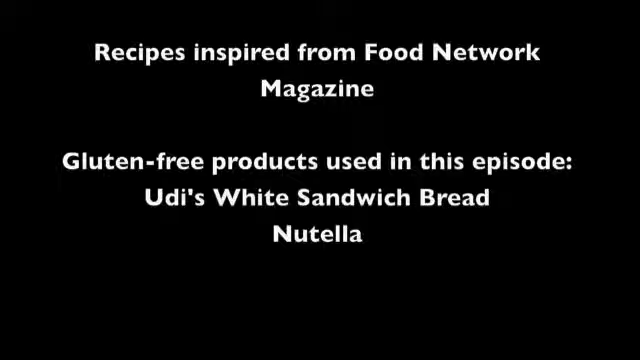 Recipes inspired from Food Network
Magazine
Gluten-free products used in this episode:
Udi's White Sandwich Bread
Nutella